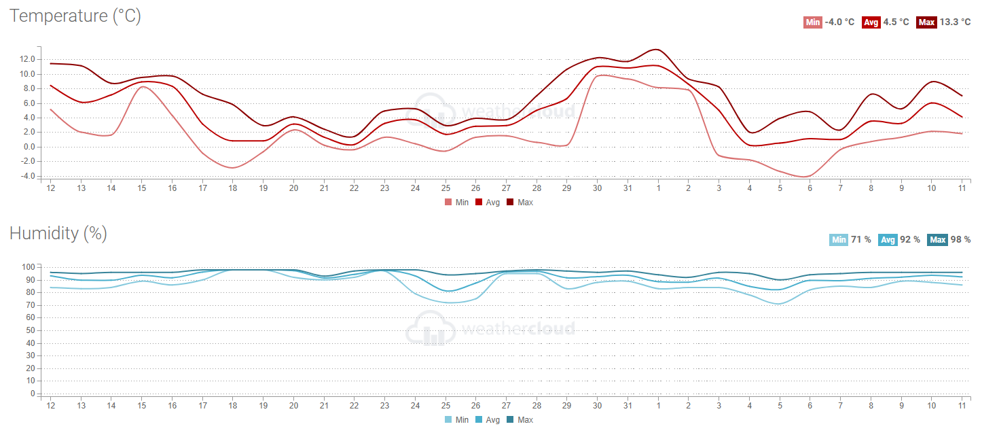 Temperature (°C)
Min -4.0 °C Avg 4.5 °C Max 13.3 °C
12.0
10.0
8.0
6.0
4.0
2.0
0.0
-2.0
-4.0
weathercloud
12 13 14 15 16 17 18 19 20 21 22 23 24 25 26 27 28 29 30 31 1 2 3 4 5 6 7 8 9 10 11
Min Avg Max
Humidity (%)
Min 71 % Avg 92 % Max 98 %
100
90
80
70
60
50
40
30
20
10
0
weathercloud
12 13 14 15 16 17 18 19 20 21 22 23 24 25 26 27 28 29 30 31 1 2 3 4 5 6 7 8 9 10 11
Min Avg Max